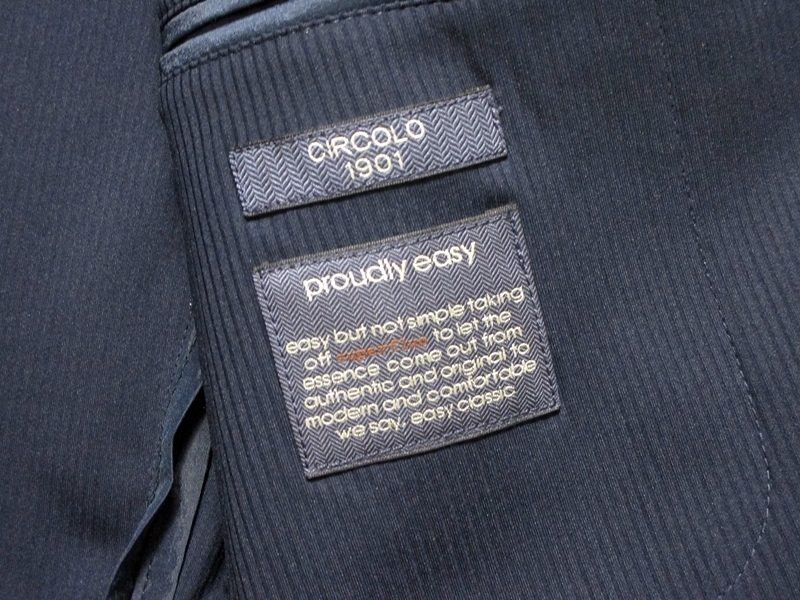 CIRCOLO
1901
proudly easy
easy but not simple taking
off superfluous to let the
essence come out from
authentic and original to
modern and comfortable
we say, easy classic